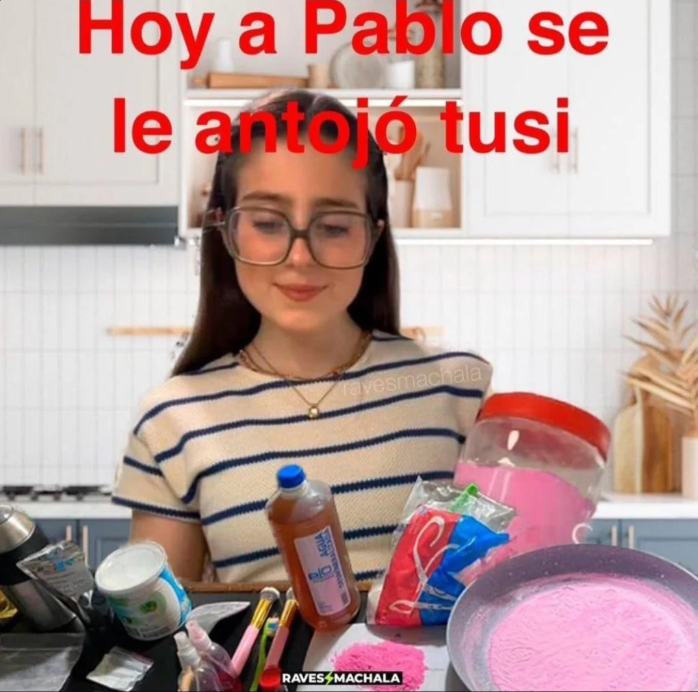 Hoy a Pablo se
le antojó tusi
ravesmachala
AGUA
RAVES⚡MACHALA